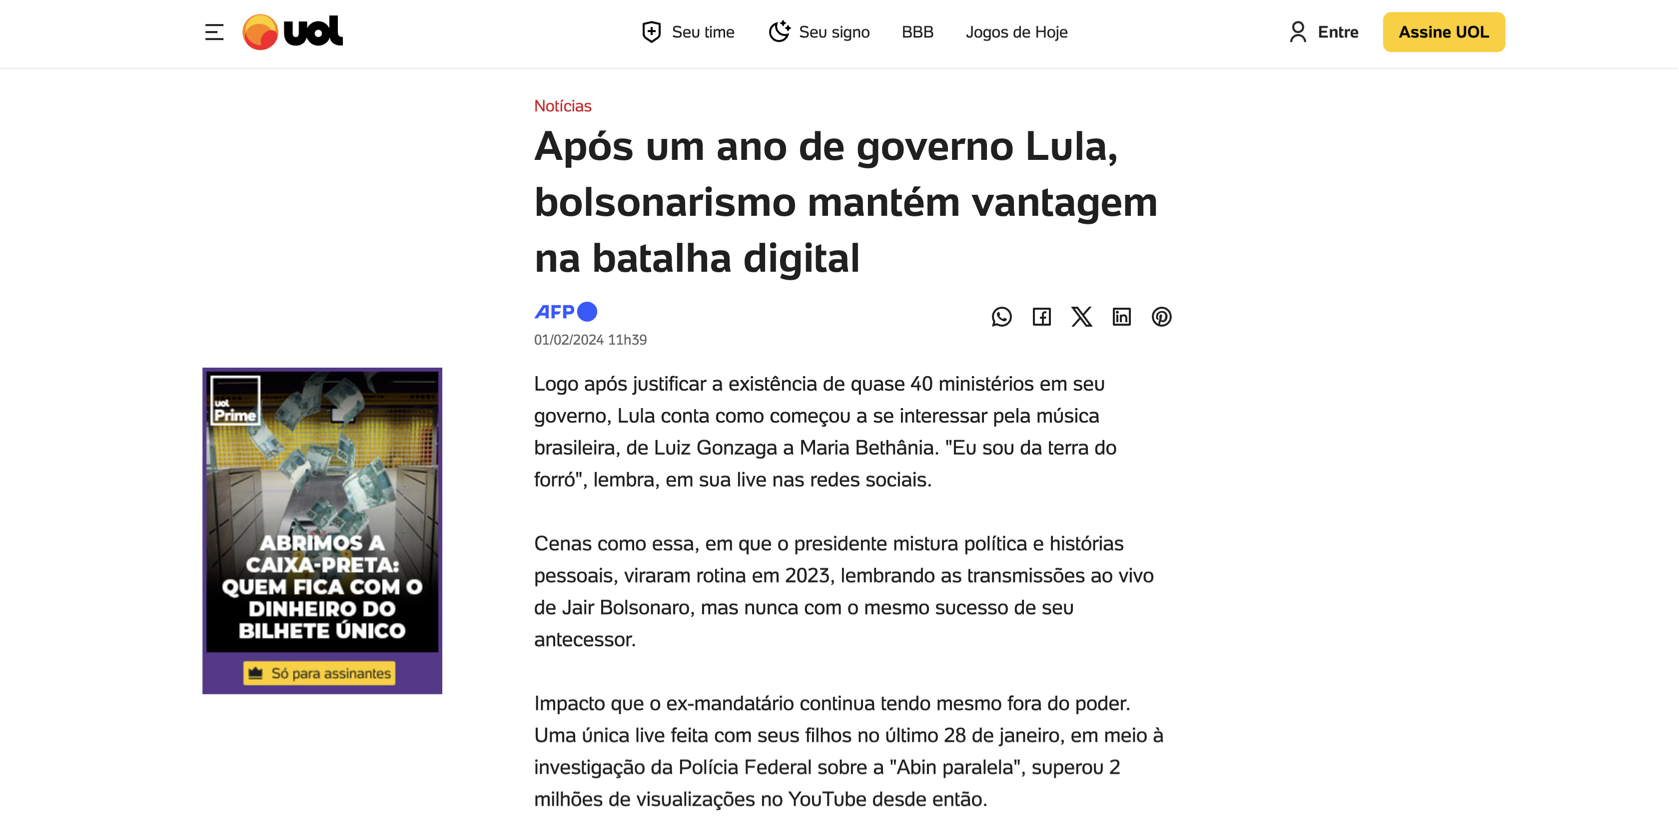 uol
Seu time
Seu signo
BBB
Jogos de Hoje
Entre
Assine UOL
Notícias
Após um ano de governo Lula,
bolsonarismo mantém vantagem
na batalha digital
AFP
01/02/2024 11h39
Logo após justificar a existência de quase 40 ministérios em seu
governo, Lula conta como começou a se interessar pela música
brasileira, de Luiz Gonzaga a Maria Bethânia. "Eu sou da terra do
forró", lembra, em sua live nas redes sociais.
Cenas como essa, em que o presidente mistura política e histórias
pessoais, viraram rotina em 2023, lembrando as transmissões ao vivo
de Jair Bolsonaro, mas nunca com o mesmo sucesso de seu
antecessor.
Impacto que o ex-mandatário continua tendo mesmo fora do poder.
Uma única live feita com seus filhos no último 28 de janeiro, em meio à
investigação da Polícia Federal sobre a "Abin paralela", superou 2
milhões de visualizações no YouTube desde então.
uol
Prime
ABRIMOS A
CAIXA-PRETA:
QUEM FICA COM O
DINHEIRO DO
BILHETE ÚNICO
Só para assinantes